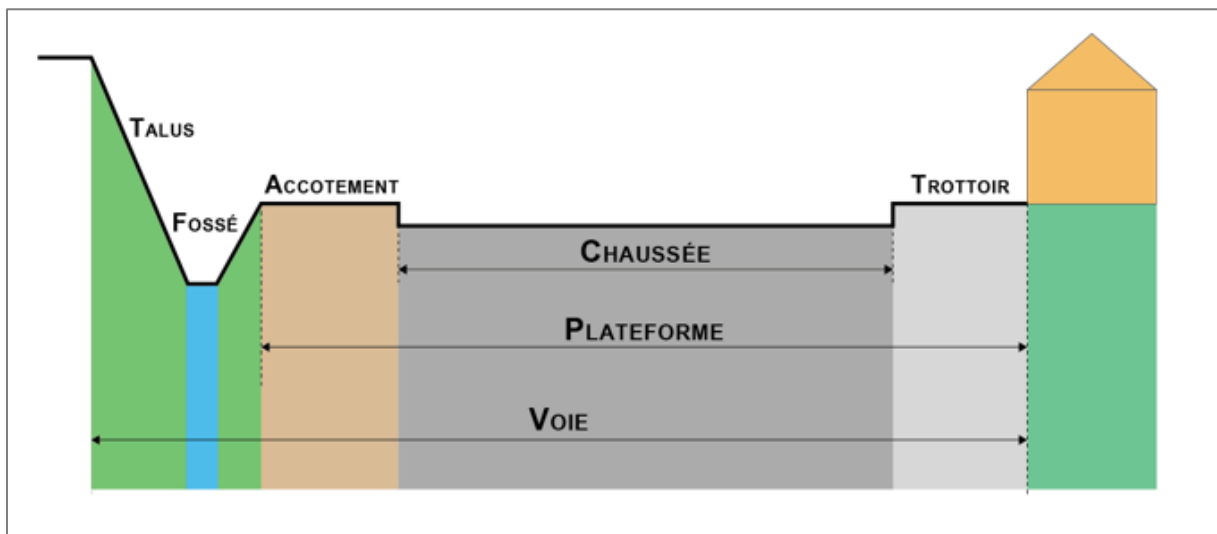 TALUS
FOSSÉ
ACCOTEMENT
TROTTOIR
CHAUSSÉE
PLATEFORME
VOIE